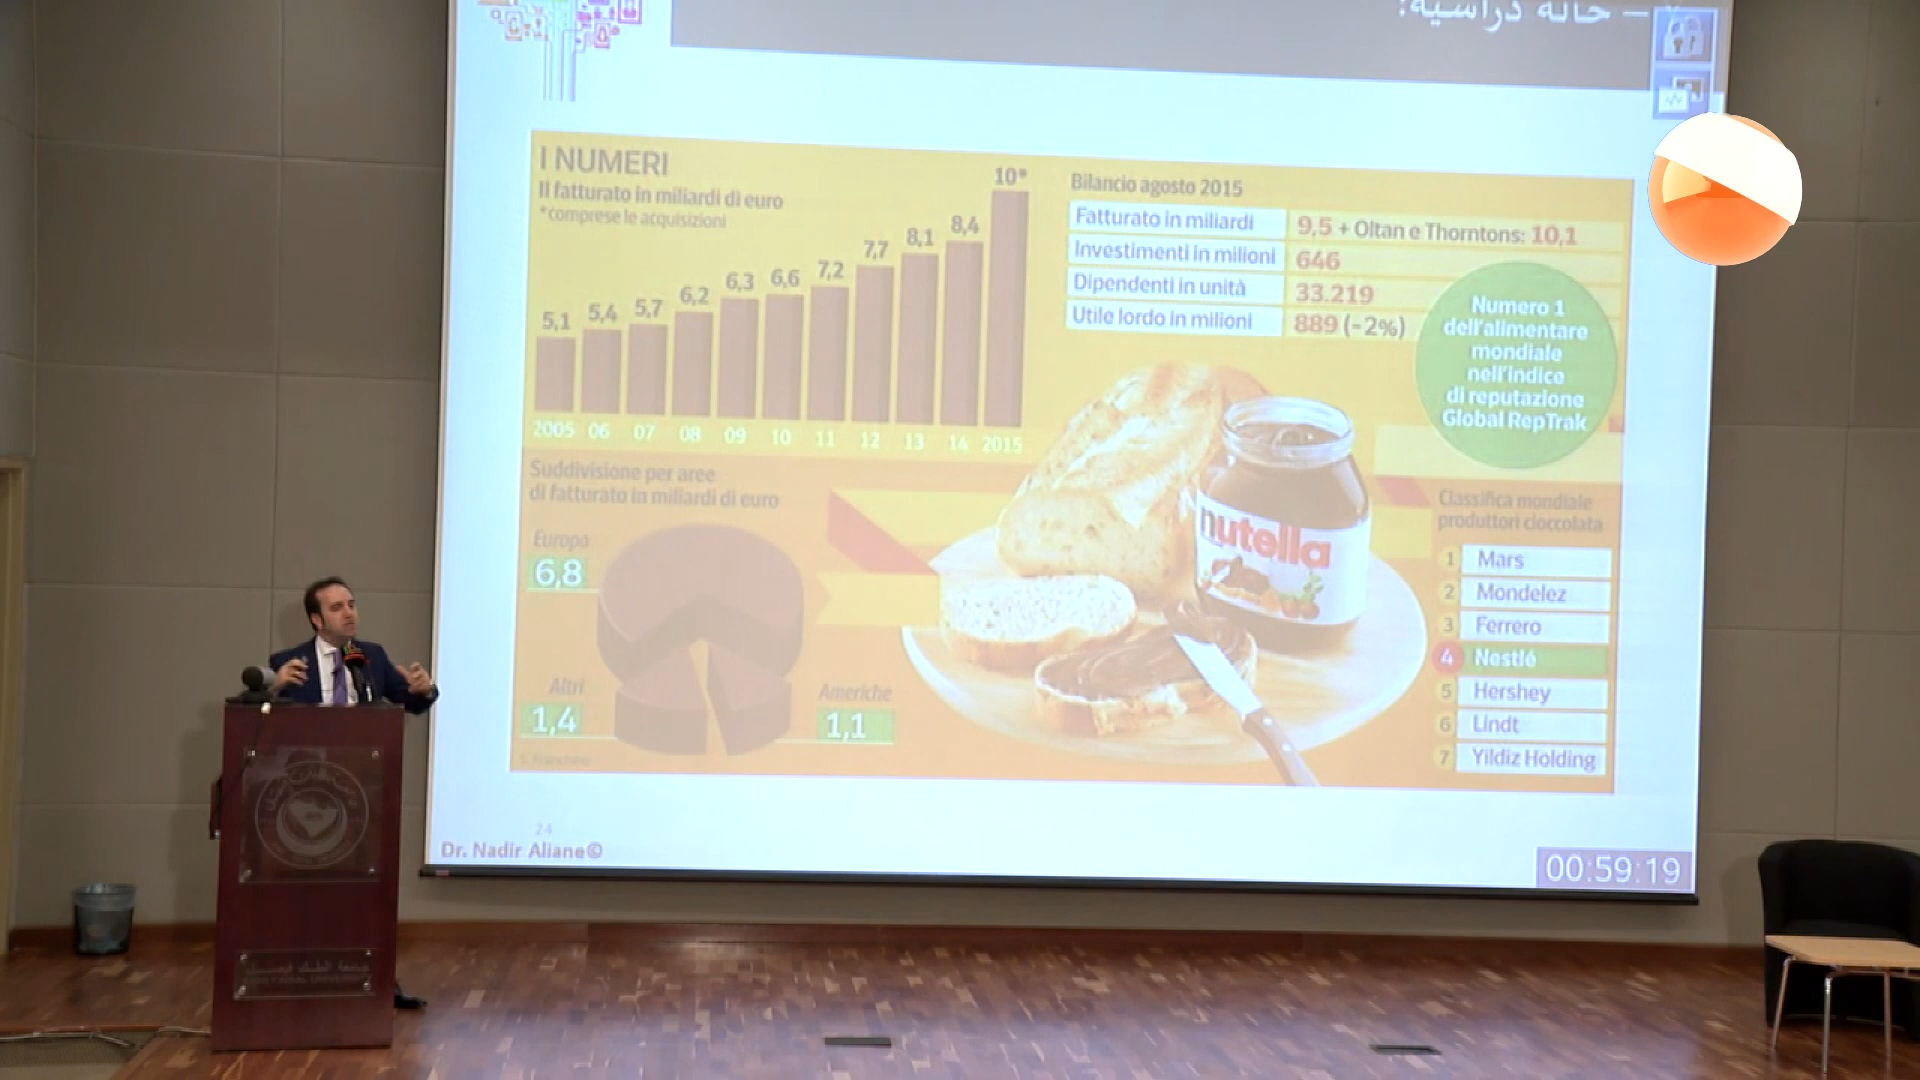 – حالة دراسية:
I NUMERI
Il fatturato in miliardi di euro
*comprese le acquisizioni
5,1
5,4
5,7
6,2
6,3
6,6
7,2
7,7
8,1
8,4
10*
2005 06 07 08 09 10 11 12 13 14 2015
Bilancio agosto 2015
Fatturato in miliardi 9,5 + Oltan e Thorntons: 10,1
Investimenti in milioni 646
Dipendenti in unità 33.219
Utile lordo in milioni 889 (-2%)
Numero 1
dell'alimentare
mondiale
nell'indice
di reputazione
Global RepTrak
Suddivisione per aree
di fatturato in miliardi di euro
Europa
6,8
Altri
1,4
Americhe
1,1
nutella
Classifica mondiale
produttori cioccolata
1 Mars
2 Mondelez
3 Ferrero
4 Nestlé
5 Hershey
6 Lindt
7 Yildiz Holding
24
Dr. Nadir Aliane©
00:59:19
جامعة الملك فيصل